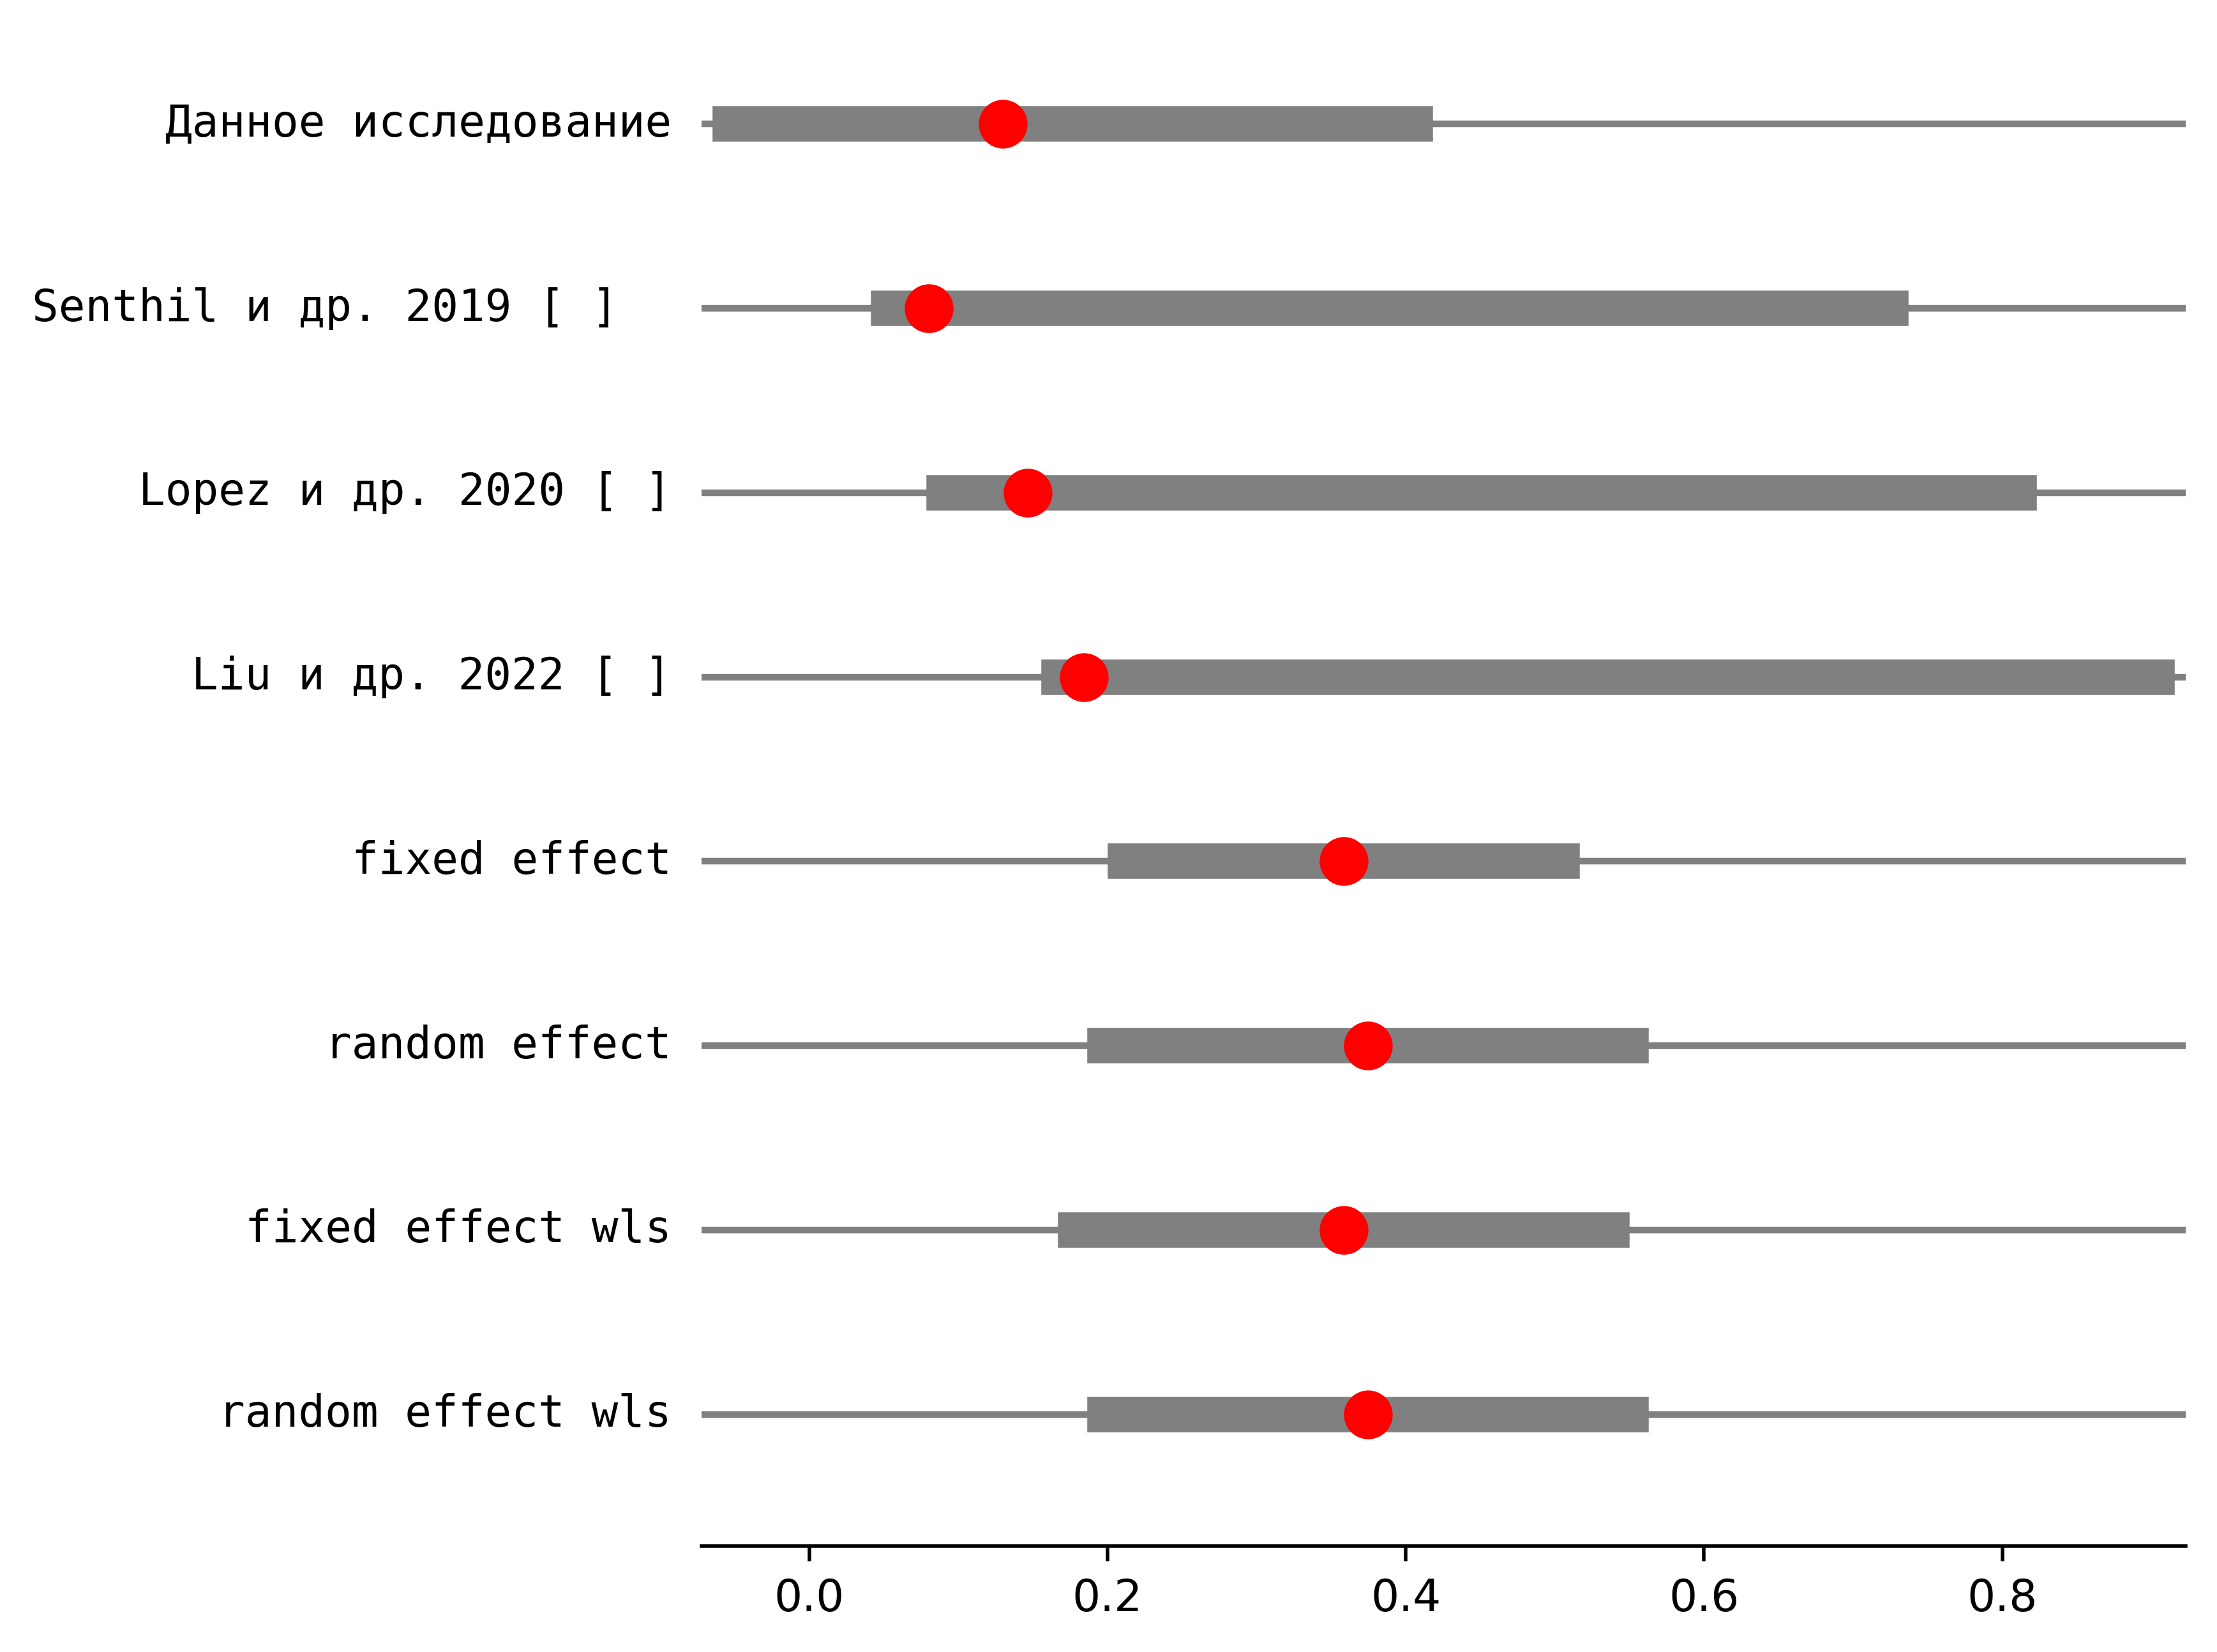 Данное исследование
Senthil и др. 2019 [ ]
Lopez и др. 2020 [ ]
Liu и др. 2022 [ ]
fixed effect
random effect
fixed effect wls
random effect wls
0.0 0.2 0.4 0.6 0.8